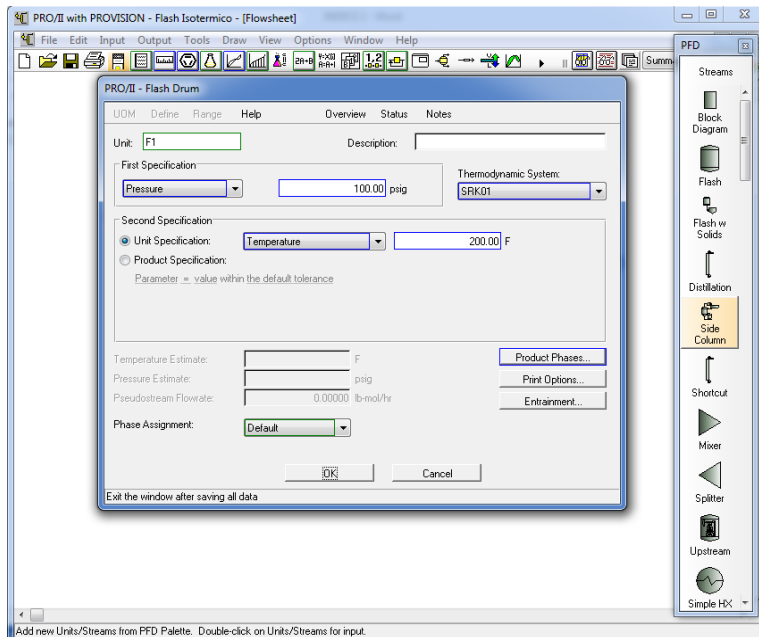 PRO/II with PROVISION - Flash Isotermico - [Flowsheet]
File Edit Input Output Tools Draw View Options Window Help
Summ
PFD
Streams
Block
Diagram
Flash
Flash w
Solids
Distillation
Side
Column
Shortcut
Mixer
Splitter
Upstream
Simple HX
PRO/II - Flash Drum
UOM Define Range Help Overview Status Notes
Unit: F1 Description:
First Specification
Pressure 100.00 psig
Thermodynamic System:
SRK01
Second Specification
Unit Specification: Temperature 200.00 F
Product Specification:
Parameter = value within the default tolerance
Temperature Estimate: F
Pressure Estimate: psig
Pseudostream Flowrate: 0.00000 lb-mol/hr
Product Phases...
Print Options...
Entrainment...
Phase Assignment: Default
OK Cancel
Exit the window after saving all data
Add new Units/Streams from PFD Palette. Double-click on Units/Streams for input.